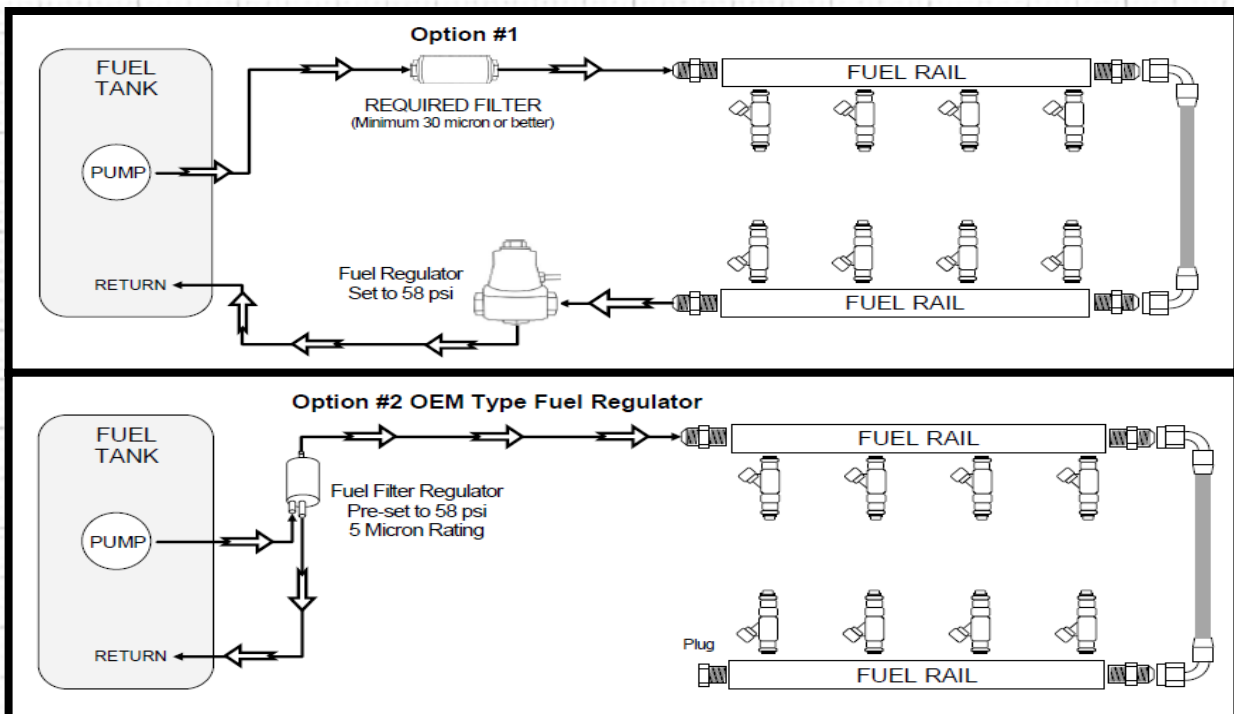 Option #1
FUEL
TANK
PUMP
RETURN
REQUIRED FILTER
(Minimum 30 micron or better)
FUEL RAIL
Fuel Regulator
Set to 58 psi
FUEL RAIL
Option #2 OEM Type Fuel Regulator
FUEL
TANK
PUMP
RETURN
Fuel Filter Regulator
Pre-set to 58 psi
5 Micron Rating
FUEL RAIL
Plug
FUEL RAIL